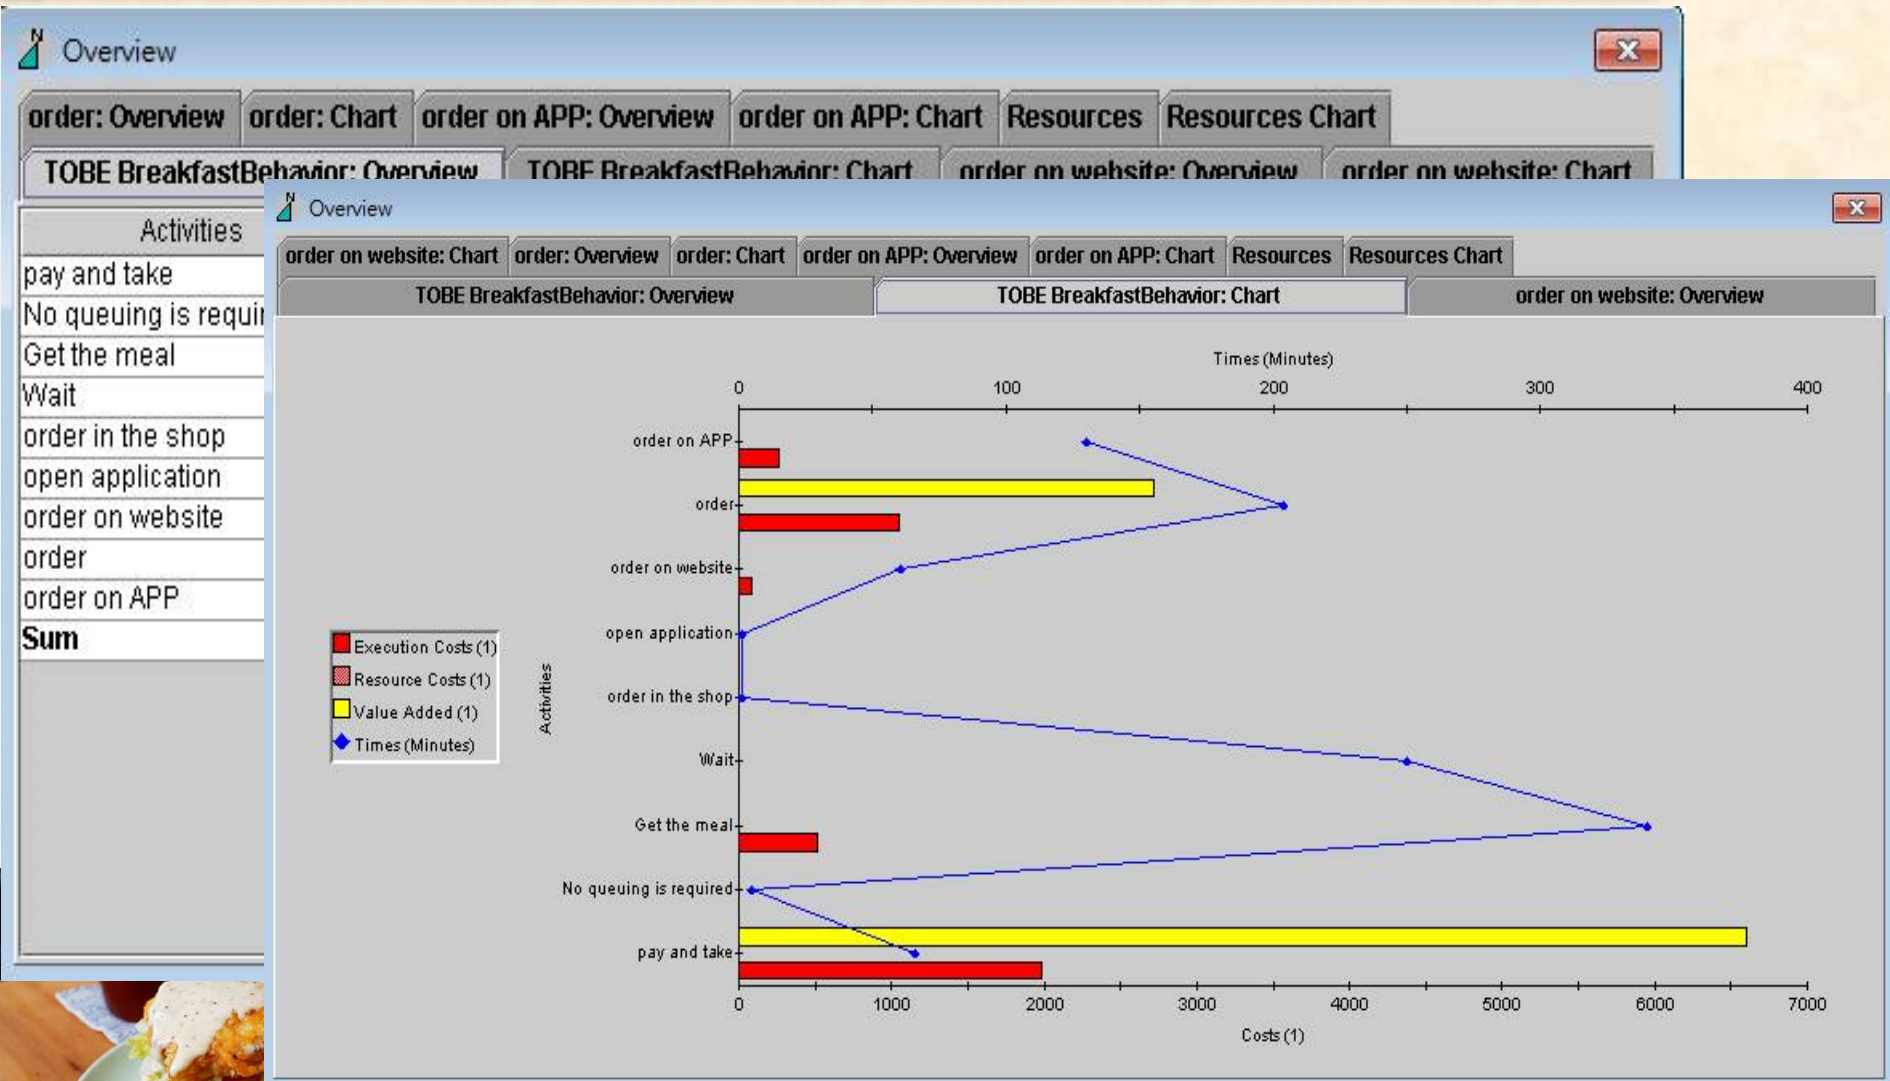 N
Overview
order: Overview order: Chart order on APP: Overview order on APP: Chart Resources Resources Chart
TOBE BreakfastBehavior: Overview TOBE BreakfastBehavior: Chart order on website: Overview order on website: Chart
Activities
pay and take
No queuing is requir
Get the meal
Wait
order in the shop
open application
order on website
order
order on APP
Sum
N
Overview
order on website: Chart order: Overview order: Chart order on APP: Overview order on APP: Chart Resources Resources Chart
TOBE BreakfastBehavior: Overview TOBE BreakfastBehavior: Chart order on website: Overview
Times (Minutes)
0 100 200 300 400
order on APP
order
order on website
open application
order in the shop
Wait
Get the meal
No queuing is required
pay and take
Activities
Execution Costs (1)
Resource Costs (1)
Value Added (1)
Times (Minutes)
0 1000 2000 3000 4000 5000 6000 7000
Costs (1)